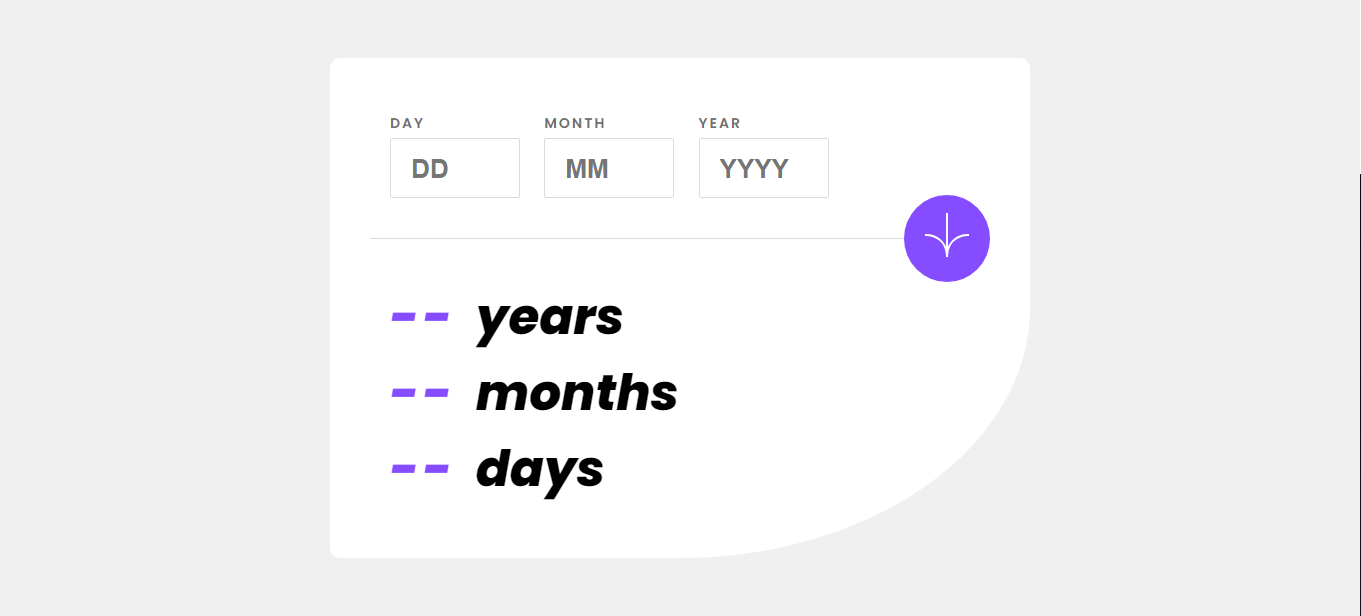 DAY MONTH YEAR
DD MM YYYY
-- years
-- months
-- days